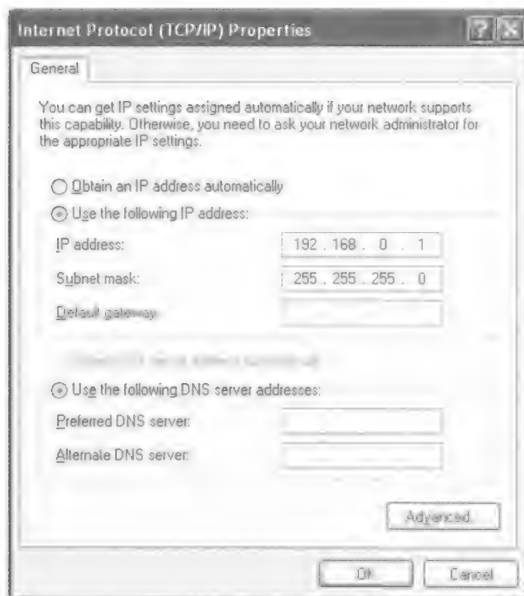 Internet Protocol (TCP/IP) Properties
General
You can get IP settings assigned automatically if your network supports
this capability. Otherwise, you need to ask your network administrator for
the appropriate IP settings.
Obtain an IP address automatically
Use the following IP address:
IP address: 192 . 168 . 0 . 1
Subnet mask: 255 . 255 . 255 . 0
Default gateway:
Use the following DNS server addresses:
Preferred DNS server:
Alternate DNS server:
Advanced...
OK
Cancel